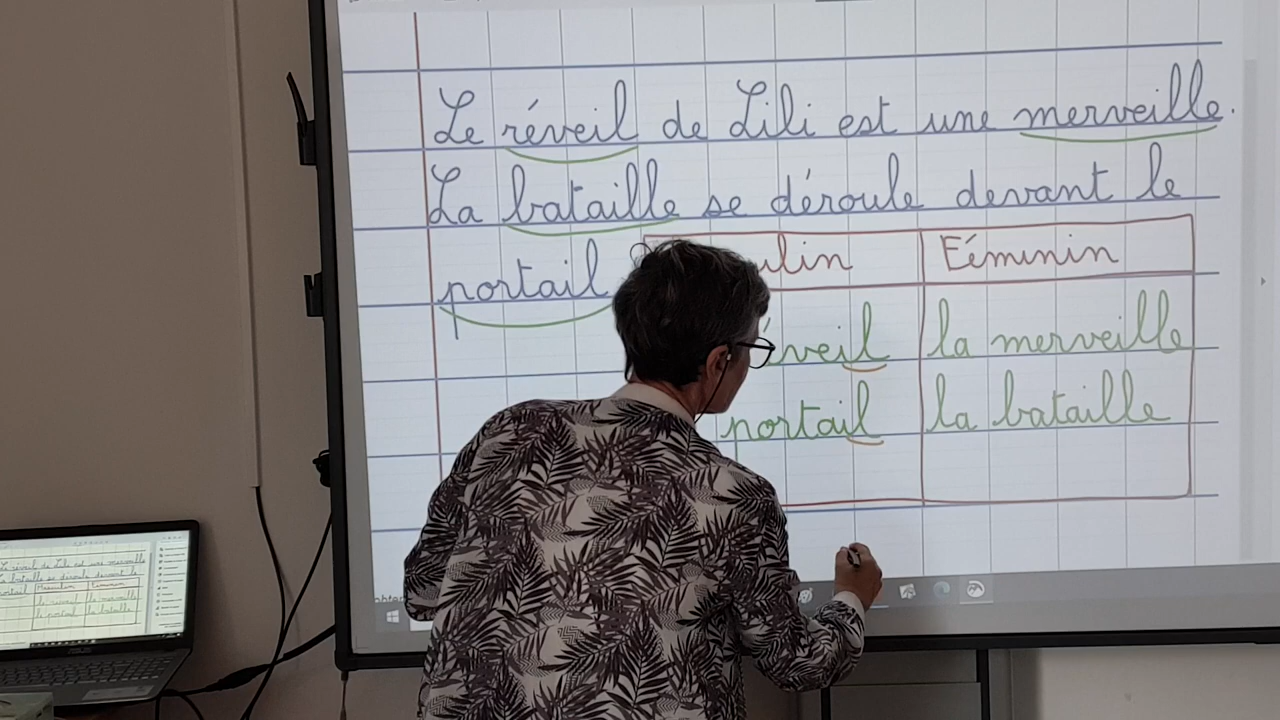 Le réveil de Lili est une merveille.
La bataille se déroule devant le
portail
ulin Féminin
éveil la merveille
portail la bataille